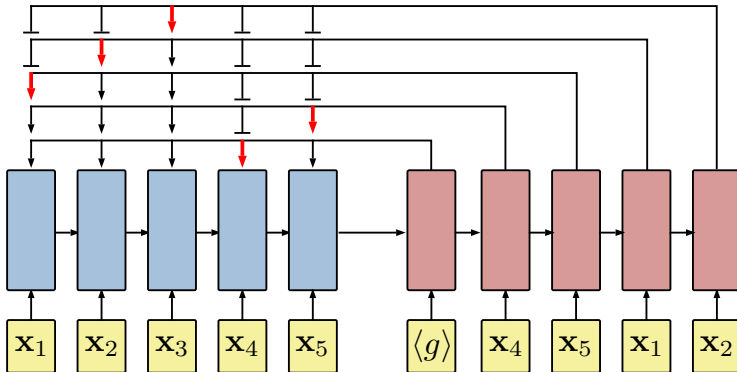 x₁ x₂ x₃ x₄ x₅ ⟨g⟩ x₄ x₅ x₁ x₂